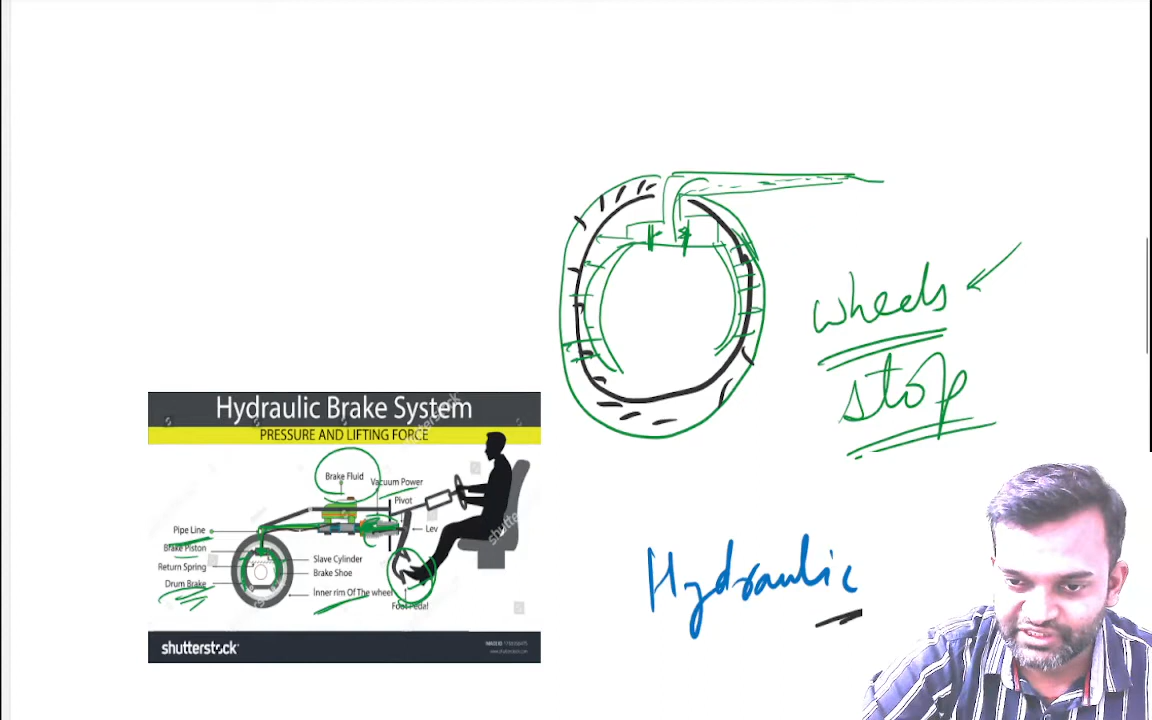 wheels
stop
Hydraulic Brake System
PRESSURE AND LIFTING FORCE
Brake Fluid
Vacuum Power
Pivot
Pipe Line
Lev
Brake Piston
Slave Cylinder
Return Spring
Brake Shoe
Drum Brake
Inner rim Of The wheel
Foot Pedal
Hydraulic
shutterstock